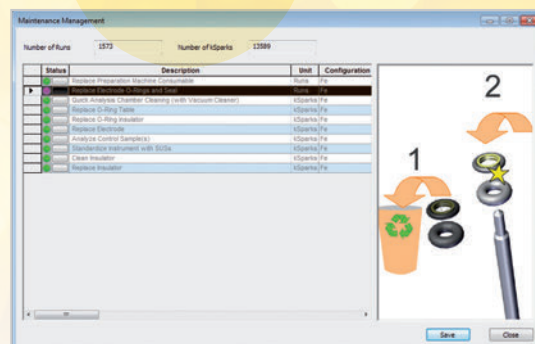 Maintenance Management
Number of Runs 1573 Number of kSparks 13589
Status Description Unit Configuration
Replace Preparation Machine Consumable Runs Fe
Replace Electrode O-Rings and Seal Runs Fe
Quick Analysis Chamber Cleaning (with Vacuum Cleaner) kSparks Fe
Replace O-Ring Table kSparks Fe
Replace O-Ring Insulator kSparks Fe
Replace Electrode kSparks Fe
Analyze Control Sample(s) kSparks Fe
Standardize Instrument with SUSs kSparks Fe
Clean Insulator kSparks Fe
Replace Insulator kSparks Fe
2
1
Save Close